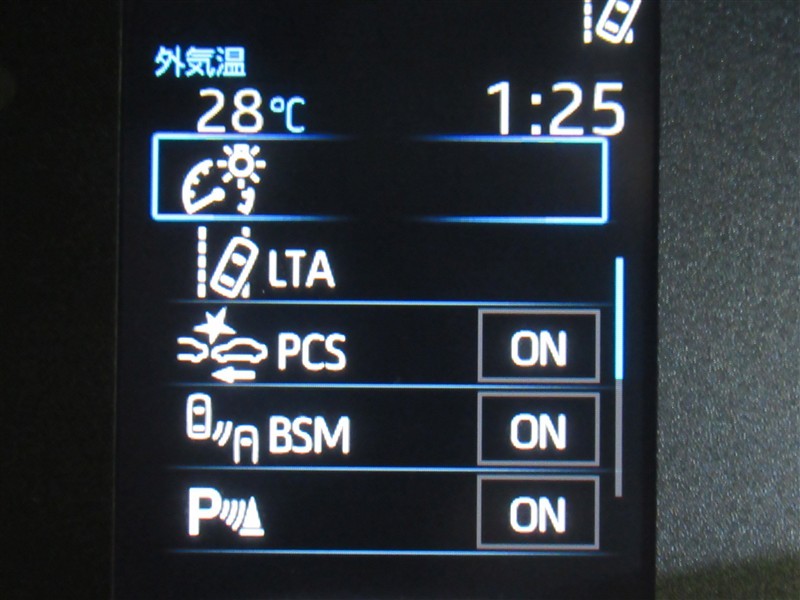 外気温
28℃ 1:25
LTA
PCS ON
BSM ON
P ON